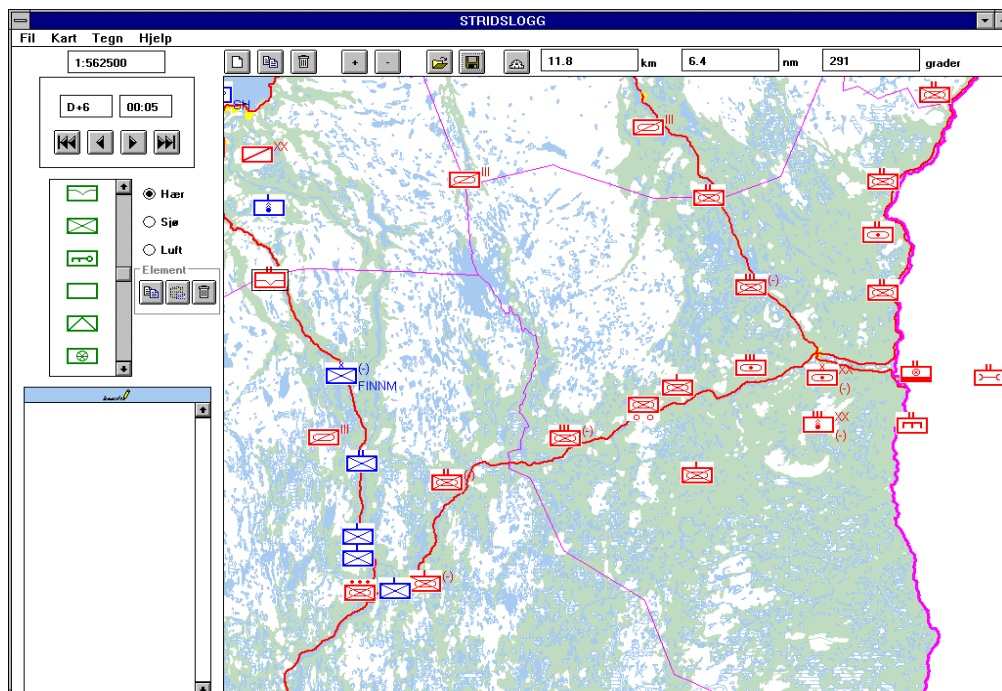 STRIDSLOGG
Fil Kart Tegn Hjelp
1:562500
+ - 11.8 km 6.4 nm 291 grader
D+6 00:05
Hær
Sjø
Luft
Element
SH
XX
III
III
(-)
(-)
FINNM
III
XX
(-)
XX
(-)
(-)
(-)
(-)